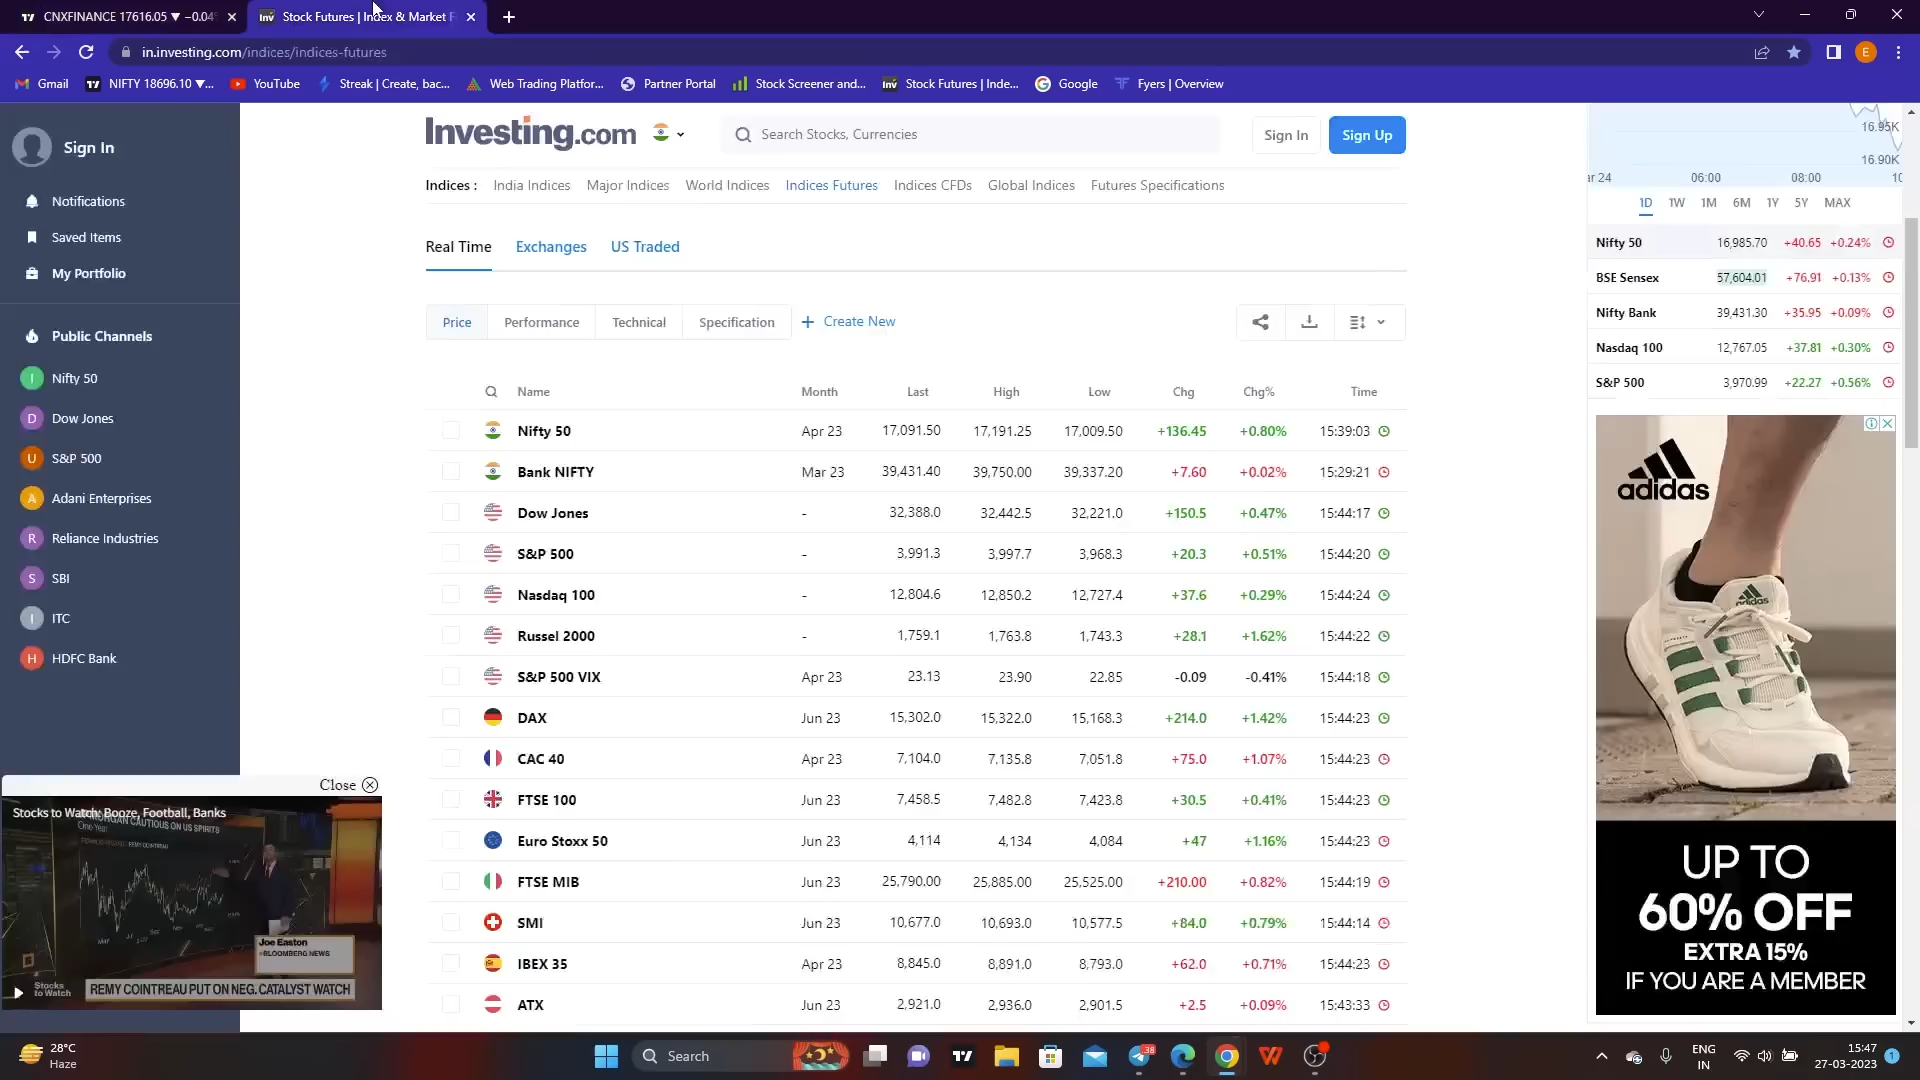 CNXFINANCE 17616.05 ▼ −0.04
Stock Futures | Index & Market F
in.investing.com/indices/indices-futures
E
Gmail
NIFTY 18696.10 ▼...
YouTube
Streak | Create, bac...
Web Trading Platfor...
Partner Portal
Stock Screener and...
Stock Futures | Inde...
Google
Fyers | Overview
Sign In
Notifications
Saved Items
My Portfolio
Public Channels
I Nifty 50
D Dow Jones
U S&P 500
A Adani Enterprises
R Reliance Industries
S SBI
I ITC
H HDFC Bank
Investing.com
Search Stocks, Currencies
Sign In
Sign Up
Indices : India Indices Major Indices World Indices Indices Futures Indices CFDs Global Indices Futures Specifications
Real Time Exchanges US Traded
Price Performance Technical Specification + Create New
Name Month Last High Low Chg Chg% Time
Nifty 50 Apr 23 17,091.50 17,191.25 17,009.50 +136.45 +0.80% 15:39:03
Bank NIFTY Mar 23 39,431.40 39,750.00 39,337.20 +7.60 +0.02% 15:29:21
Dow Jones - 32,388.0 32,442.5 32,221.0 +150.5 +0.47% 15:44:17
S&P 500 - 3,991.3 3,997.7 3,968.3 +20.3 +0.51% 15:44:20
Nasdaq 100 - 12,804.6 12,850.2 12,727.4 +37.6 +0.29% 15:44:24
Russel 2000 - 1,759.1 1,763.8 1,743.3 +28.1 +1.62% 15:44:22
S&P 500 VIX Apr 23 23.13 23.90 22.85 -0.09 -0.41% 15:44:18
DAX Jun 23 15,302.0 15,322.0 15,168.3 +214.0 +1.42% 15:44:23
CAC 40 Apr 23 7,104.0 7,135.8 7,051.8 +75.0 +1.07% 15:44:23
FTSE 100 Jun 23 7,458.5 7,482.8 7,423.8 +30.5 +0.41% 15:44:23
Euro Stoxx 50 Jun 23 4,114 4,134 4,084 +47 +1.16% 15:44:23
FTSE MIB Jun 23 25,790.00 25,885.00 25,525.00 +210.00 +0.82% 15:44:19
SMI Jun 23 10,677.0 10,693.0 10,577.5 +84.0 +0.79% 15:44:14
IBEX 35 Apr 23 8,845.0 8,891.0 8,793.0 +62.0 +0.71% 15:44:23
ATX Jun 23 2,921.0 2,936.0 2,901.5 +2.5 +0.09% 15:43:33
16.95K
16.90K
ar 24 06:00 08:00 10
1D 1W 1M 6M 1Y 5Y MAX
Nifty 50 16,985.70 +40.65 +0.24%
BSE Sensex 57,604.01 +76.91 +0.13%
Nifty Bank 39,431.30 +35.95 +0.09%
Nasdaq 100 12,767.05 +37.81 +0.30%
S&P 500 3,970.99 +22.27 +0.56%
adidas
UP TO
60% OFF
EXTRA 15%
IF YOU ARE A MEMBER
Close
Stocks to Watch: Booze, Football, Banks
One-Year
Joe Easton
BLOOMBERG NEWS
Stocks
to Watch
REMY COINTREAU PUT ON NEG. CATALYST WATCH
28°C
Haze
Search
38
ENG
IN
15:47
27-03-2023
1